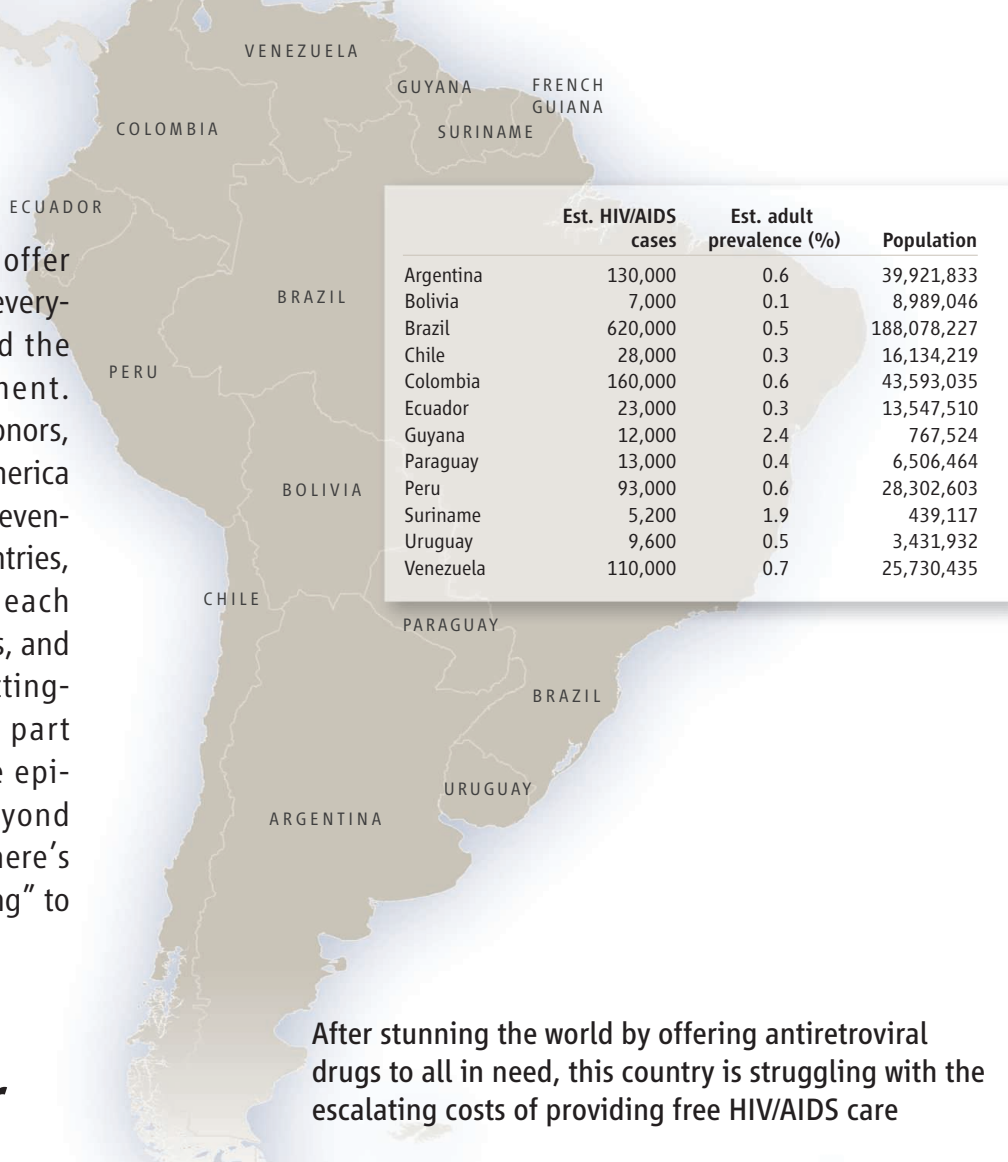 VENEZUELA
GUYANA
FRENCH
GUIANA
COLOMBIA
SURINAME
ECUADOR
BRAZIL
PERU
BOLIVIA
CHILE
PARAGUAY
BRAZIL
URUGUAY
ARGENTINA
Est. HIV/AIDS Est. adult
cases prevalence (%) Population
Argentina 130,000 0.6 39,921,833
Bolivia 7,000 0.1 8,989,046
Brazil 620,000 0.5 188,078,227
Chile 28,000 0.3 16,134,219
Colombia 160,000 0.6 43,593,035
Ecuador 23,000 0.3 13,547,510
Guyana 12,000 2.4 767,524
Paraguay 13,000 0.4 6,506,464
Peru 93,000 0.6 28,302,603
Suriname 5,200 1.9 439,117
Uruguay 9,600 0.5 3,431,932
Venezuela 110,000 0.7 25,730,435
offer
every-
d the
ment.
onors,
merica
even-
ntries,
each
s, and
tting-
part
e epi-
yond
here's
ng" to
After stunning the world by offering antiretroviral
drugs to all in need, this country is struggling with the
escalating costs of providing free HIV/AIDS care